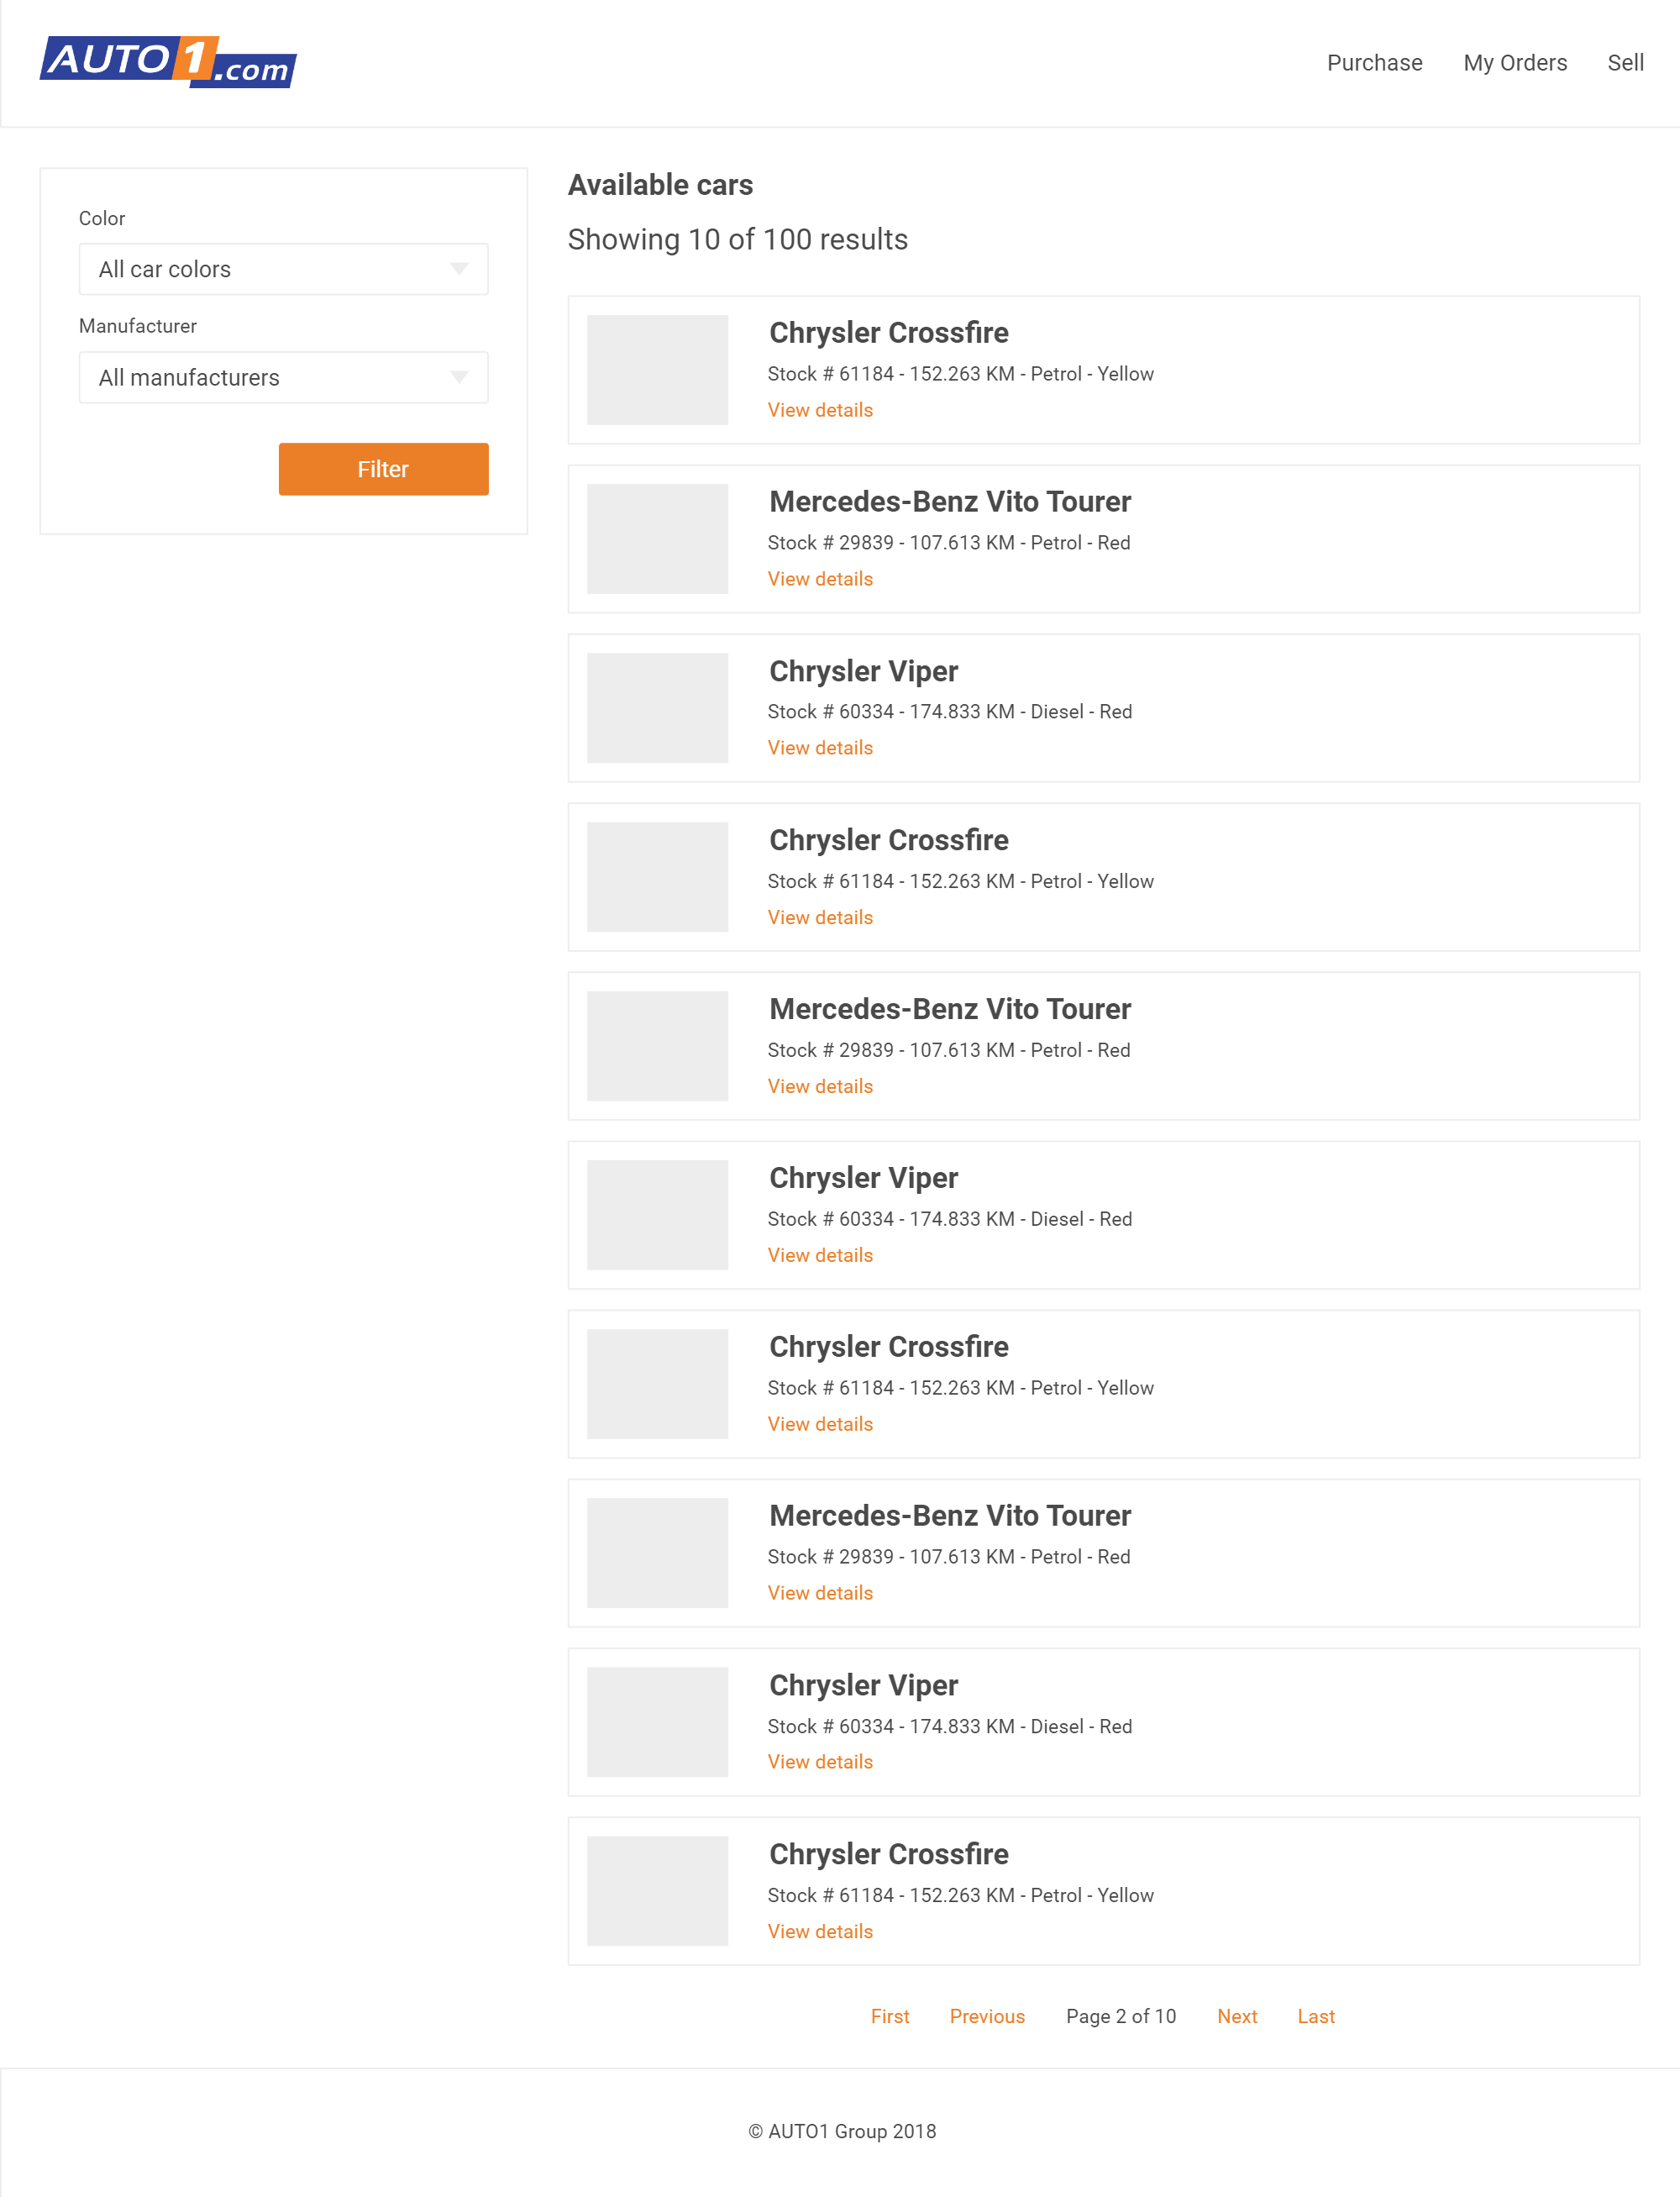 AUTO1.com
Purchase My Orders Sell
Color
All car colors
Manufacturer
All manufacturers
Filter
Available cars
Showing 10 of 100 results
Chrysler Crossfire
Stock # 61184 - 152.263 KM - Petrol - Yellow
View details
Mercedes-Benz Vito Tourer
Stock # 29839 - 107.613 KM - Petrol - Red
View details
Chrysler Viper
Stock # 60334 - 174.833 KM - Diesel - Red
View details
Chrysler Crossfire
Stock # 61184 - 152.263 KM - Petrol - Yellow
View details
Mercedes-Benz Vito Tourer
Stock # 29839 - 107.613 KM - Petrol - Red
View details
Chrysler Viper
Stock # 60334 - 174.833 KM - Diesel - Red
View details
Chrysler Crossfire
Stock # 61184 - 152.263 KM - Petrol - Yellow
View details
Mercedes-Benz Vito Tourer
Stock # 29839 - 107.613 KM - Petrol - Red
View details
Chrysler Viper
Stock # 60334 - 174.833 KM - Diesel - Red
View details
Chrysler Crossfire
Stock # 61184 - 152.263 KM - Petrol - Yellow
View details
First Previous Page 2 of 10 Next Last
© AUTO1 Group 2018